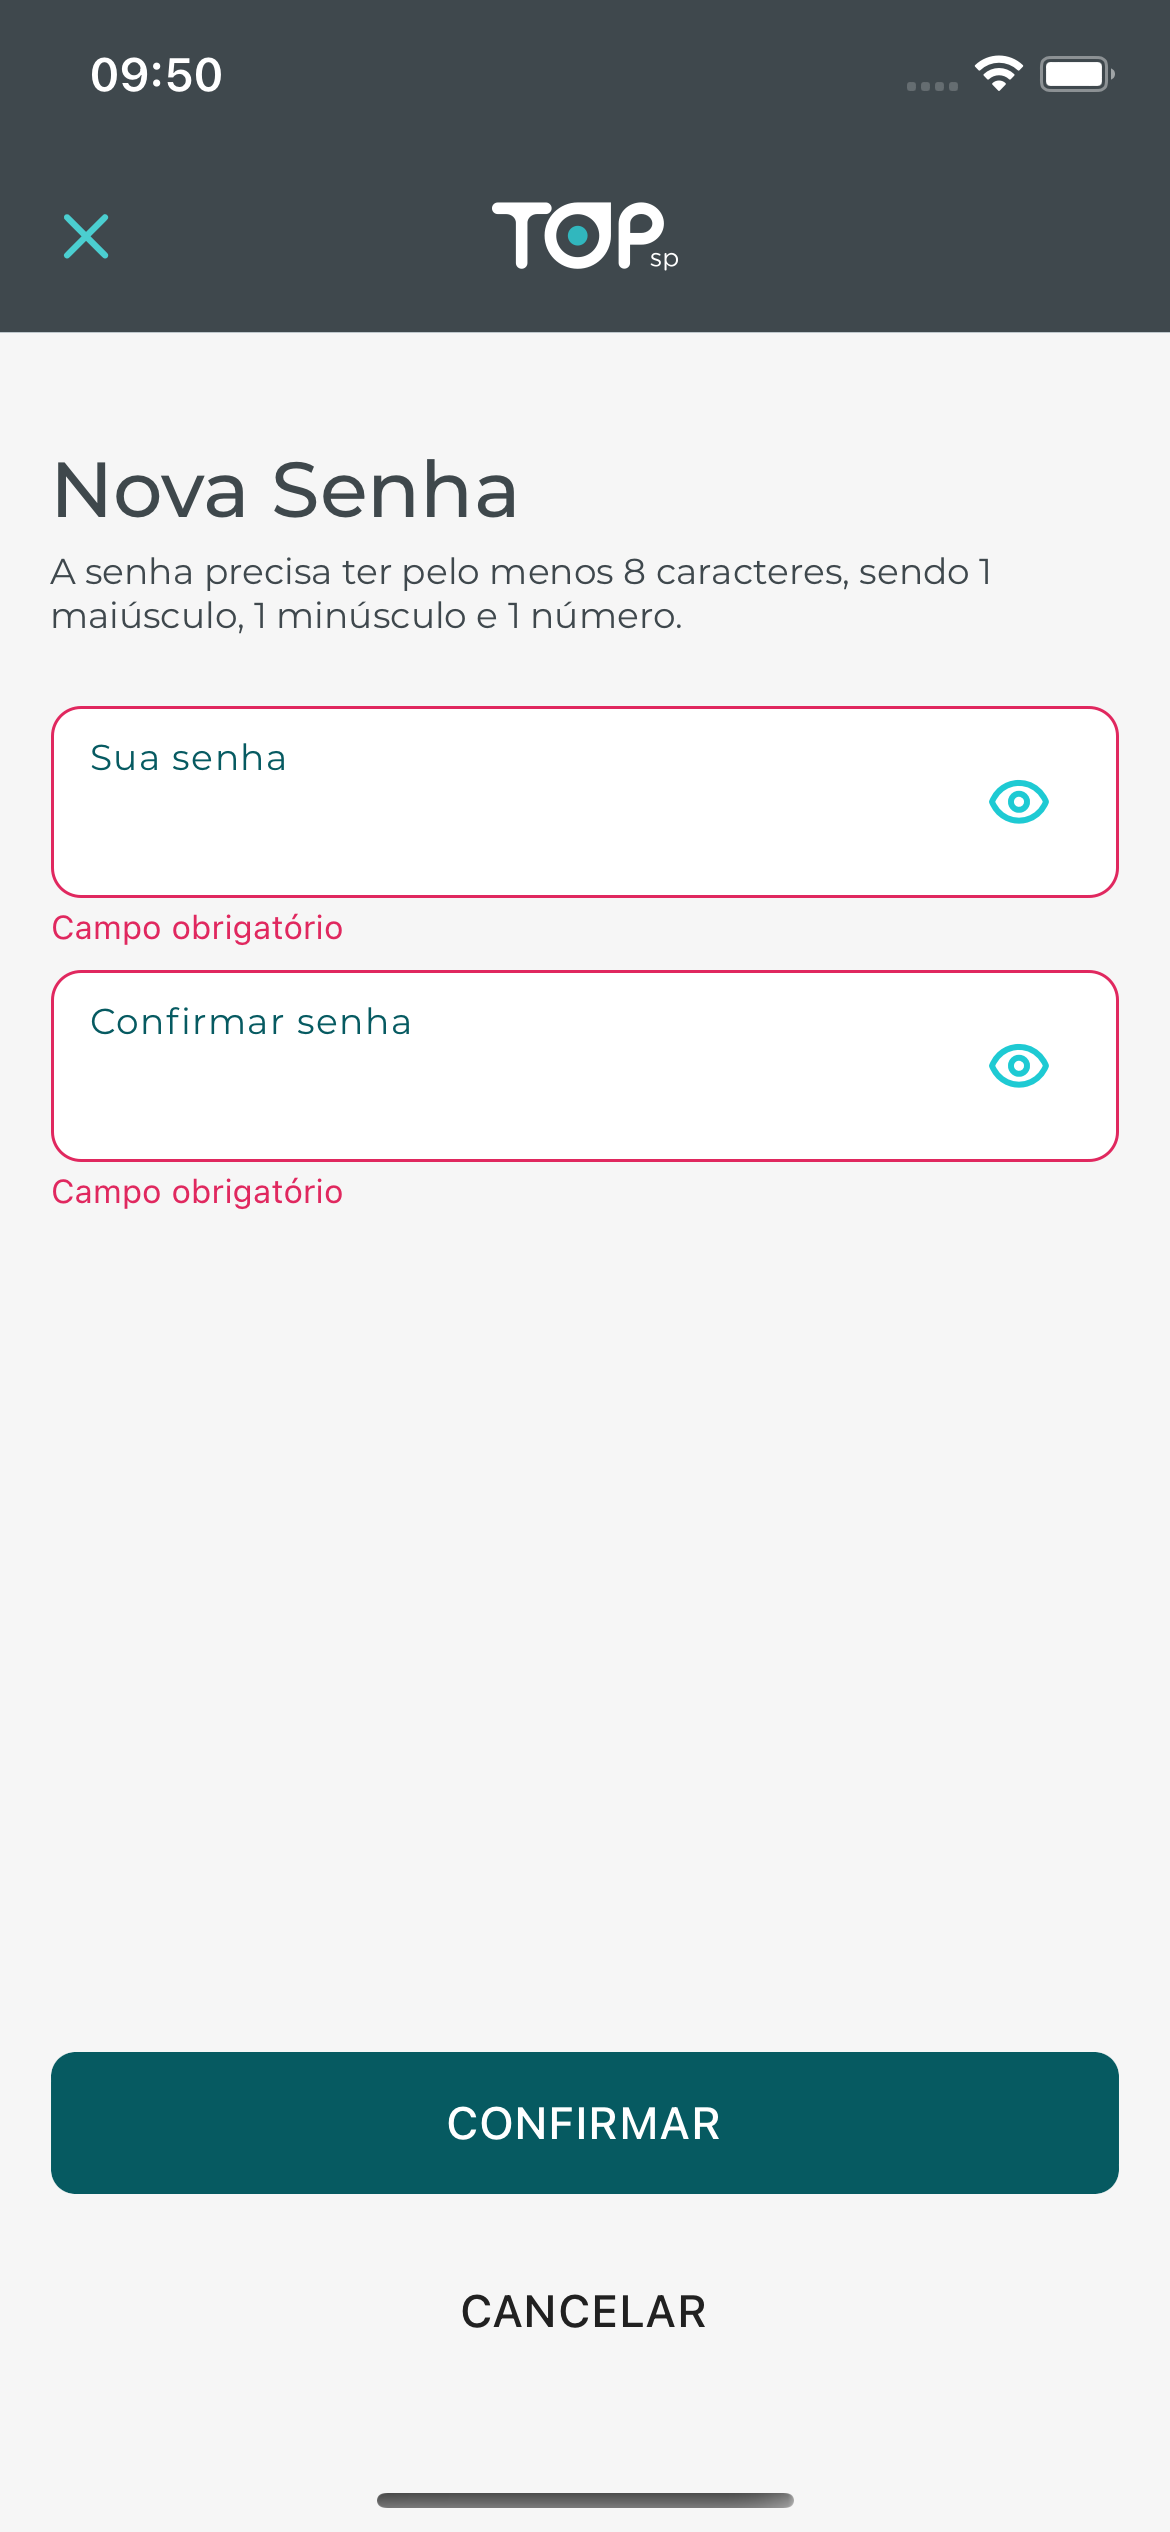 09:50
TOP sp
Nova Senha
A senha precisa ter pelo menos 8 caracteres, sendo 1
maiúsculo, 1 minúsculo e 1 número.
Sua senha
Campo obrigatório
Confirmar senha
Campo obrigatório
CONFIRMAR
CANCELAR